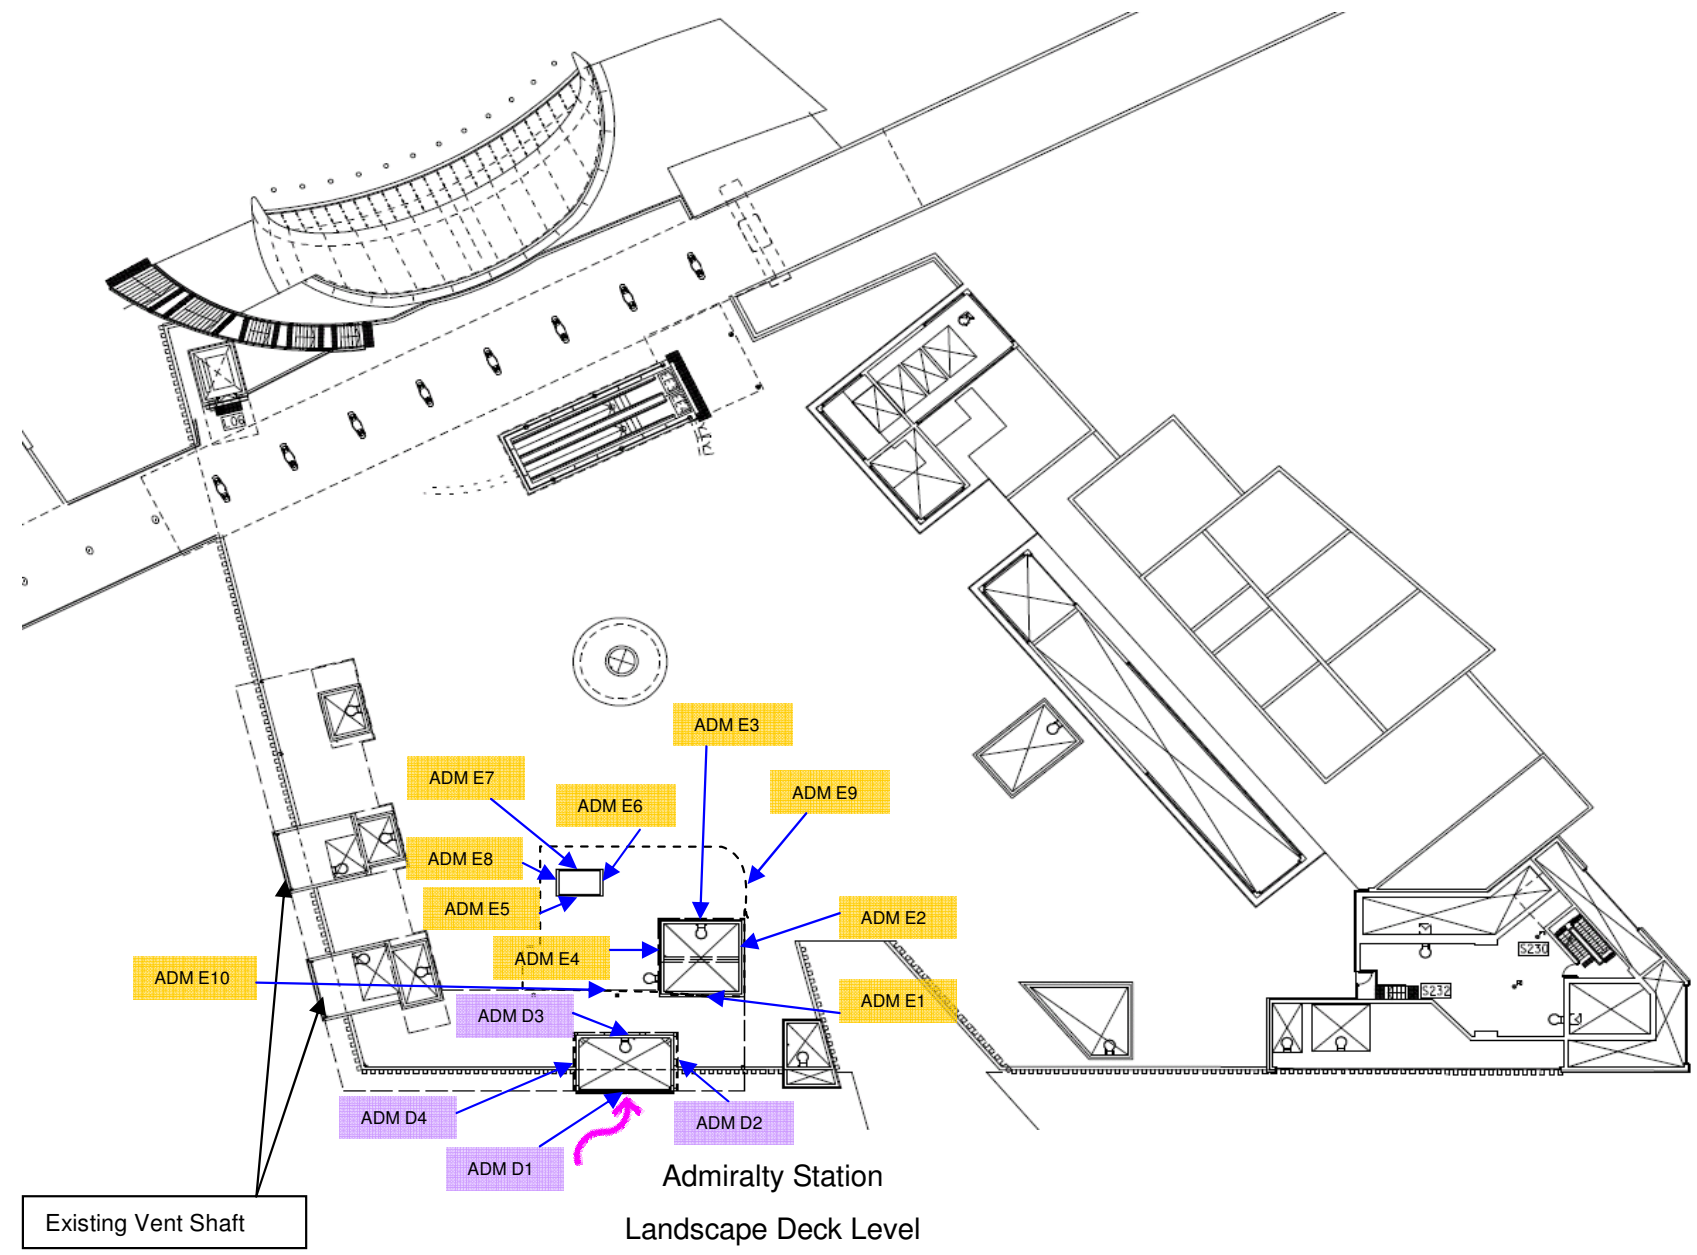 L06
ADM E3
ADM E7
ADM E9
ADM E6
ADM E8
ADM E5
ADM E2
S230
ADM E4
ADM E10
S232
ADM E1
ADM D3
ADM D4
ADM D2
ADM D1
Admiralty Station
Existing Vent Shaft
Landscape Deck Level